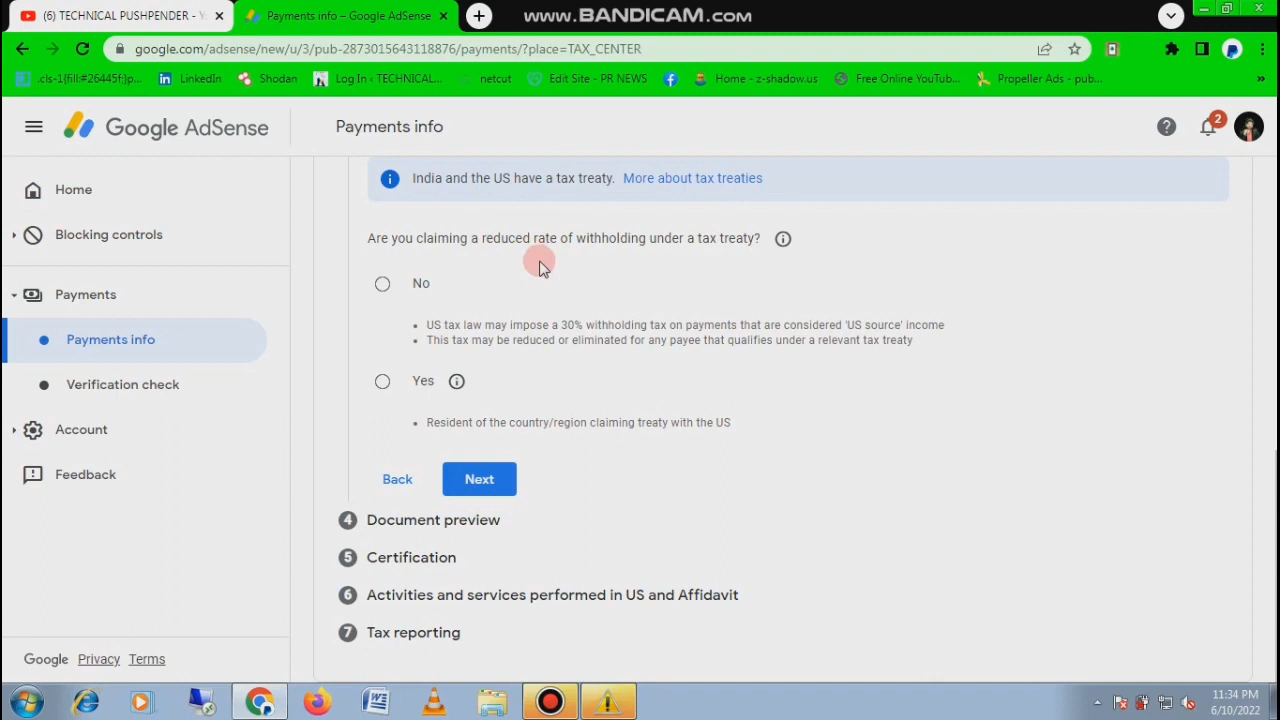 (6) TECHNICAL PUSHPENDER - Y
Payments info – Google AdSense
www.BANDICAM.com
google.com/adsense/new/u/3/pub-2873015643118876/payments/?place=TAX_CENTER
.cls-1{fill:#26445f;}p...
LinkedIn
Shodan
Log In ‹ TECHNICAL...
netcut
Edit Site - PR NEWS
Home - z-shadow.us
Free Online YouTub...
Propeller Ads - pub...
»
Google AdSense
Payments info
2
Home
Blocking controls
Payments
Payments info
Verification check
Account
Feedback
Google Privacy Terms
India and the US have a tax treaty. More about tax treaties
Are you claiming a reduced rate of withholding under a tax treaty?
No
• US tax law may impose a 30% withholding tax on payments that are considered 'US source' income
• This tax may be reduced or eliminated for any payee that qualifies under a relevant tax treaty
Yes
• Resident of the country/region claiming treaty with the US
Back Next
4 Document preview
5 Certification
6 Activities and services performed in US and Affidavit
7 Tax reporting
11:34 PM
6/10/2022